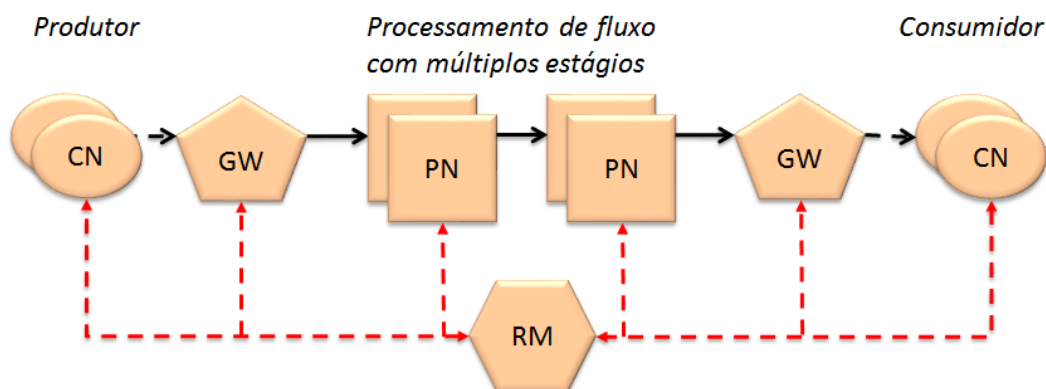 Produtor
Processamento de fluxo
com múltiplos estágios
Consumidor
CN
GW
PN
PN
GW
CN
RM